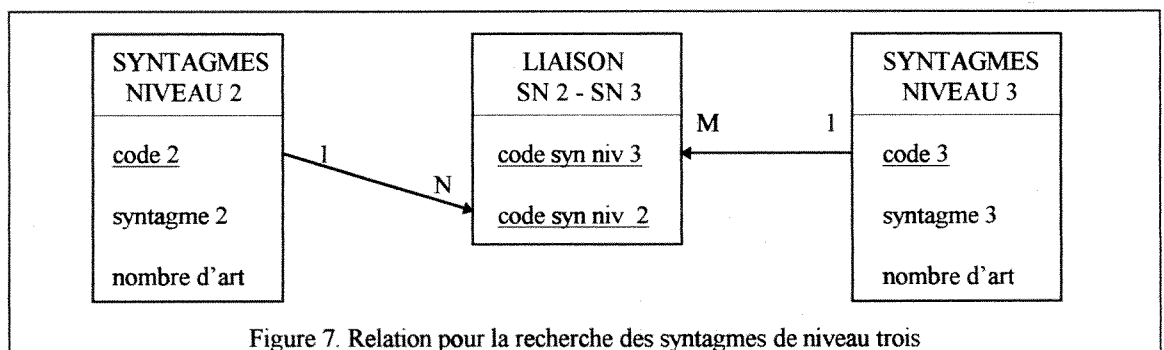 SYNTAGMES
NIVEAU 2
code 2
syntagme 2
nombre d'art
1
N
LIAISON
SN 2 - SN 3
code syn niv 3
code syn niv 2
M
1
SYNTAGMES
NIVEAU 3
code 3
syntagme 3
nombre d'art
Figure 7. Relation pour la recherche des syntagmes de niveau trois